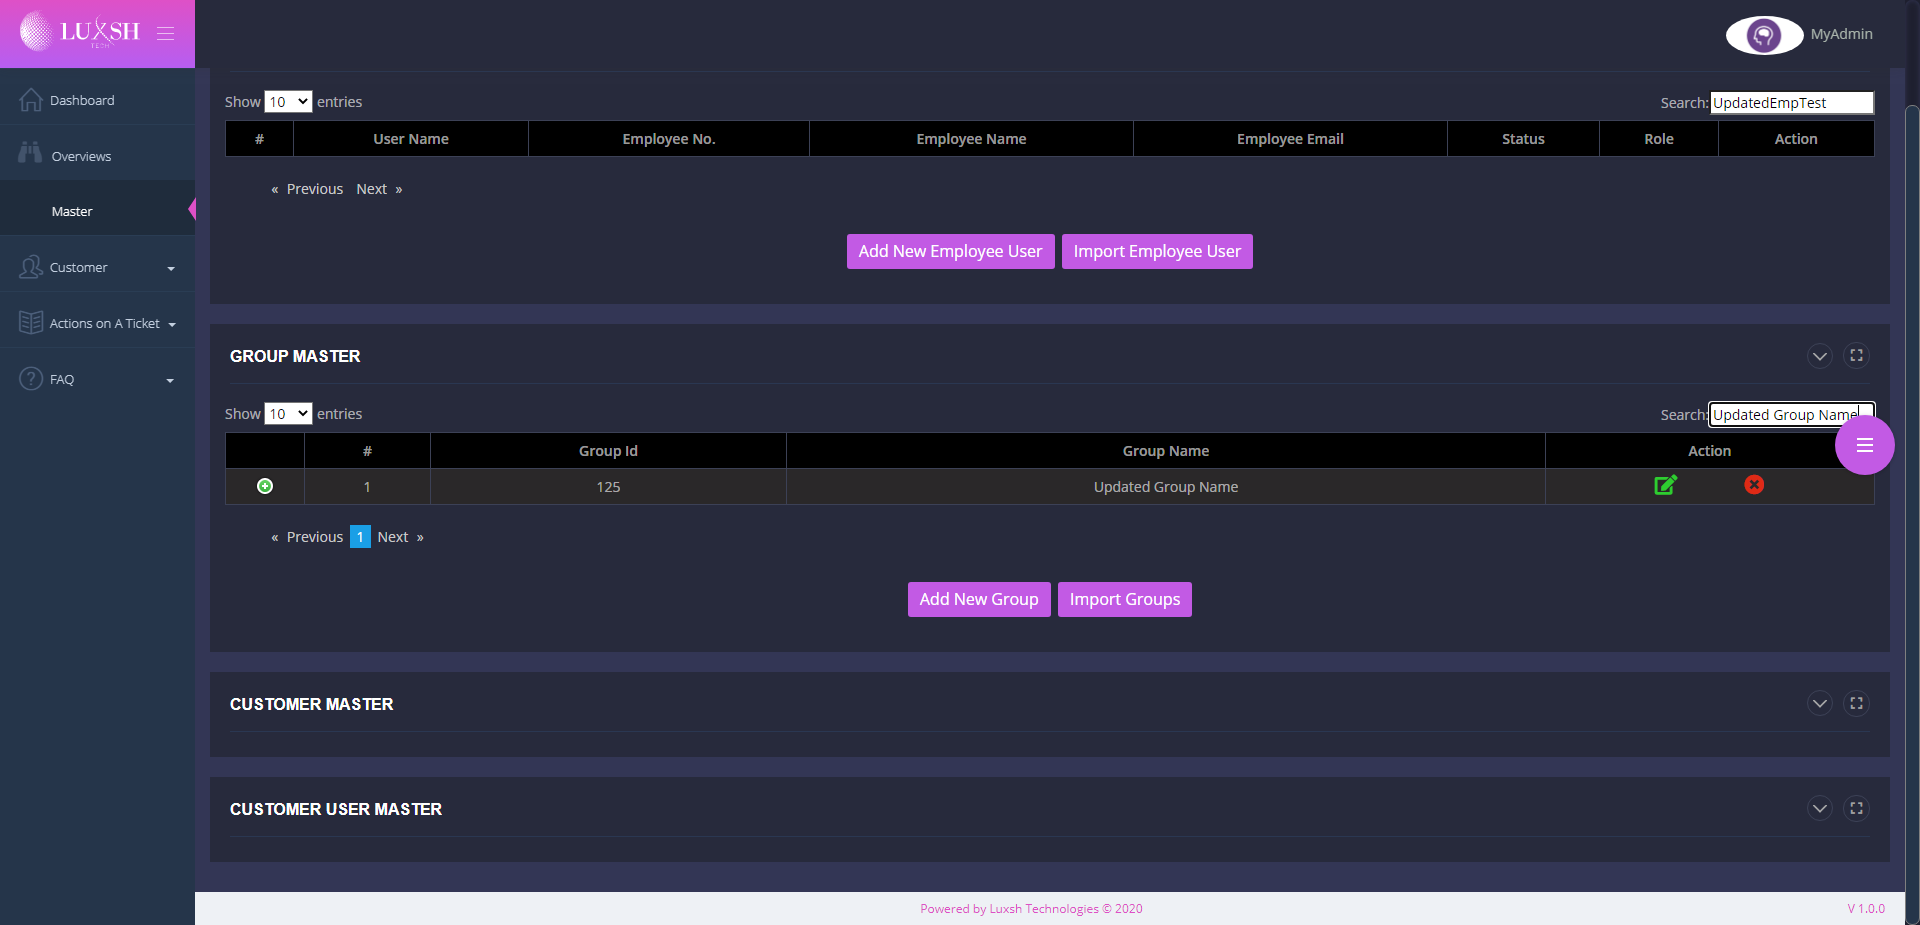 LUXSH
TECH
MyAdmin
Dashboard
Overviews
Master
Customer
Actions on A Ticket
FAQ
Show 10 entries
Search: UpdatedEmpTest
# User Name Employee No. Employee Name Employee Email Status Role Action
« Previous Next »
Add New Employee User Import Employee User
GROUP MASTER
Show 10 entries
Search: Updated Group Name
# Group Id Group Name Action
1 125 Updated Group Name
« Previous 1 Next »
Add New Group Import Groups
CUSTOMER MASTER
CUSTOMER USER MASTER
Powered by Luxsh Technologies © 2020
V 1.0.0